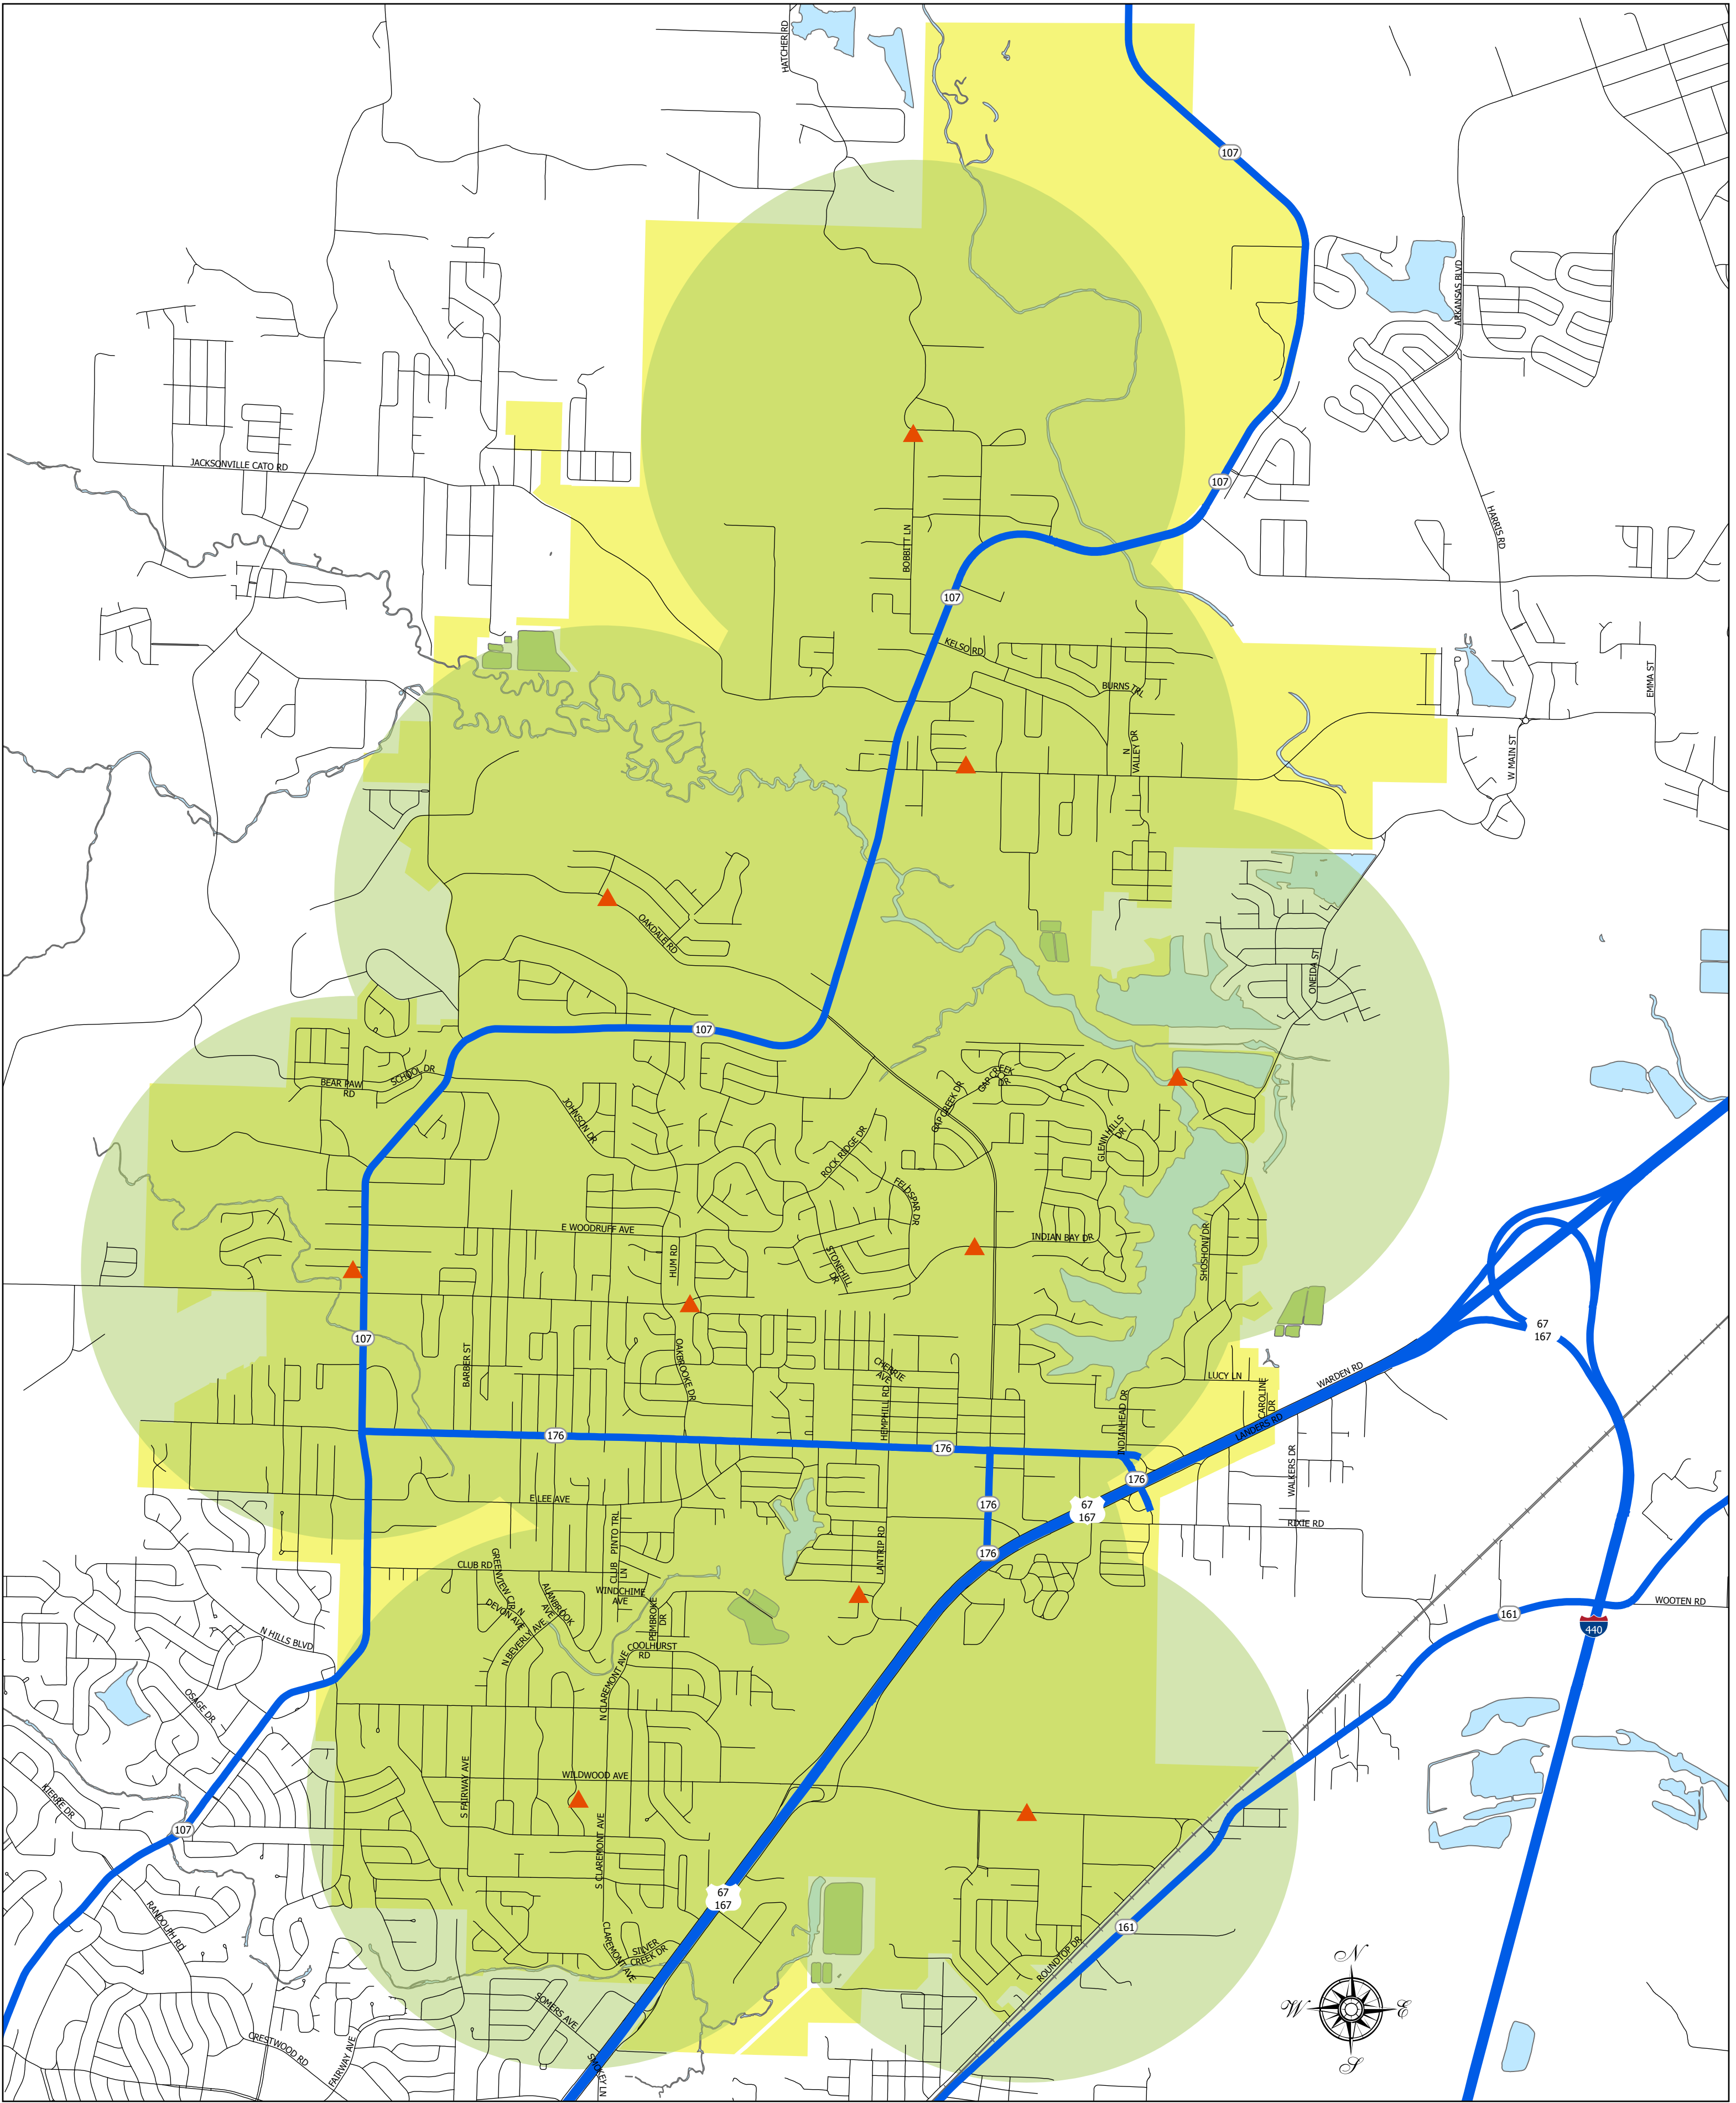 HATCHER RD
107
ARKANSAS BLVD
JACKSONVILLE CATO RD
107
HARRIS RD
BOBBITT LN
107
KELSO RD
BURNS TRL
EMMA ST
N
VALLEY DR
W MAIN ST
OAKDALE RD
ONEIDA ST
107
BEAR PAW
RD
SCHOOL DR
JOHNSON DR
GAP CREEK
DR
GAP CREEK DR
GLENN HILLS
DR
ROCK RIDGE DR
FELDSPAR DR
E WOODRUFF AVE
HUM RD
STONEHILL
DR
INDIAN BAY DR
SHOSHONI DR
107
67
167
BARBER ST
OAKBROOKE DR
CHERRIE
AVE
HEMPHILL RD
LUCY LN
WARDEN RD
CAROLINE
DR
INDIANHEAD DR
LANDERS RD
176
176
176
WALKERS DR
E LEE AVE
176
67
167
RIXIE RD
PINTO TRL
LANTRIP RD
176
CLUB RD
GREENVIEW CIR
CLUB
LN
WINDCHIME
AVE
ALANBROOK
AVE
N
DEVON AVE
N BEVERLY AVE
PEMBROKE
DR
COOLHURST
RD
N CLAREMONT AVE
161
WOOTEN RD
440
N HILLS BLVD
OSAGE DR
KIERRE DR
107
WILDWOOD AVE
S FAIRWAY AVE
S CLAREMONT AVE
67
167
RANDOLPH RD
CLAREMONT AVE
SILVER
CREEK DR
161
ROUNDTOP DR
SOMERS AVE
CRESTWOOD RD
FAIRWAY AVE
SMOKEY LN
N
W
E
S